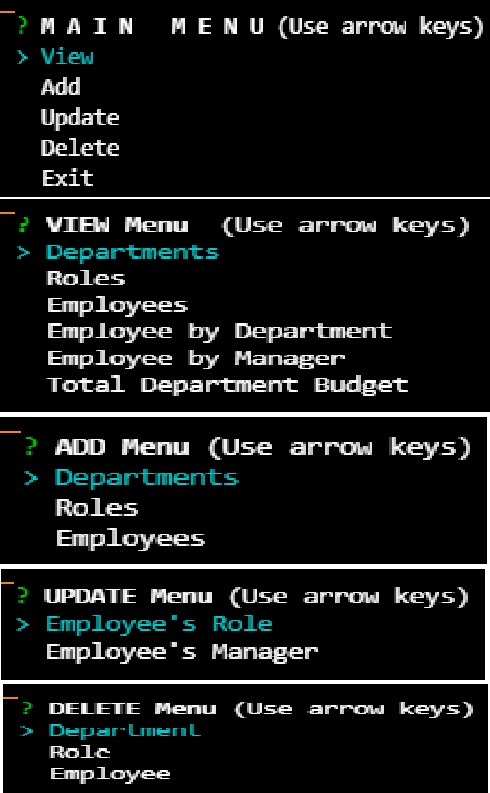 ? M A I N   M E N U (Use arrow keys)
> View
Add
Update
Delete
Exit
? VIEW Menu  (Use arrow keys)
> Departments
Roles
Employees
Employee by Department
Employee by Manager
Total Department Budget
? ADD Menu (Use arrow keys)
> Departments
Roles
Employees
? UPDATE Menu (Use arrow keys)
> Employee's Role
Employee's Manager
? DELETE Menu (Use arrow keys)
> Department
Role
Employee